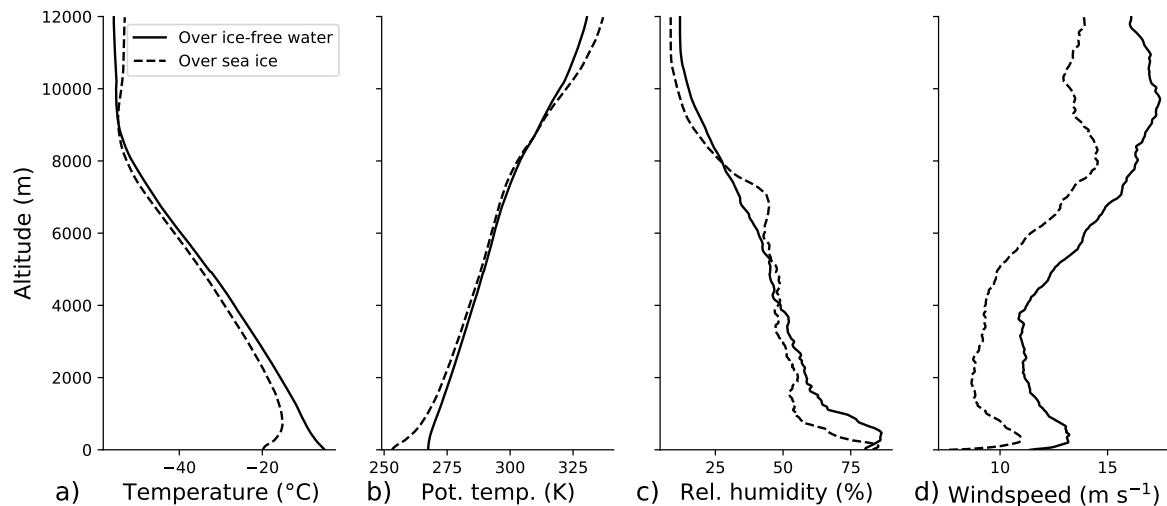 12000
10000
8000
6000
4000
2000
0
Altitude (m)
Over ice-free water
Over sea ice
−40 −20
a) Temperature (°C)
250 275 300 325
b) Pot. temp. (K)
25 50 75
c) Rel. humidity (%)
10 15
d) Windspeed (m s⁻¹)